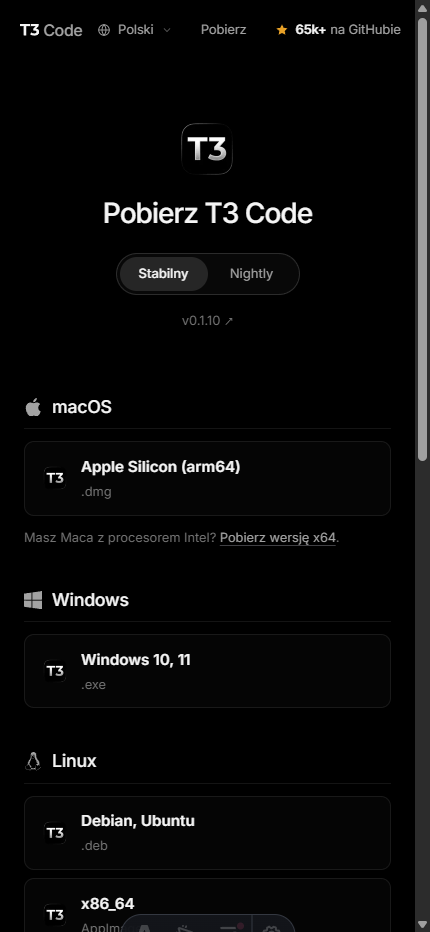 T3 Code Polski Pobierz 65k+ na GitHubie
T3
Pobierz T3 Code
Stabilny Nightly
v0.1.10 ↗
macOS
T3 Apple Silicon (arm64)
.dmg
Masz Maca z procesorem Intel? Pobierz wersję x64.
Windows
T3 Windows 10, 11
.exe
Linux
T3 Debian, Ubuntu
.deb
T3 x86_64